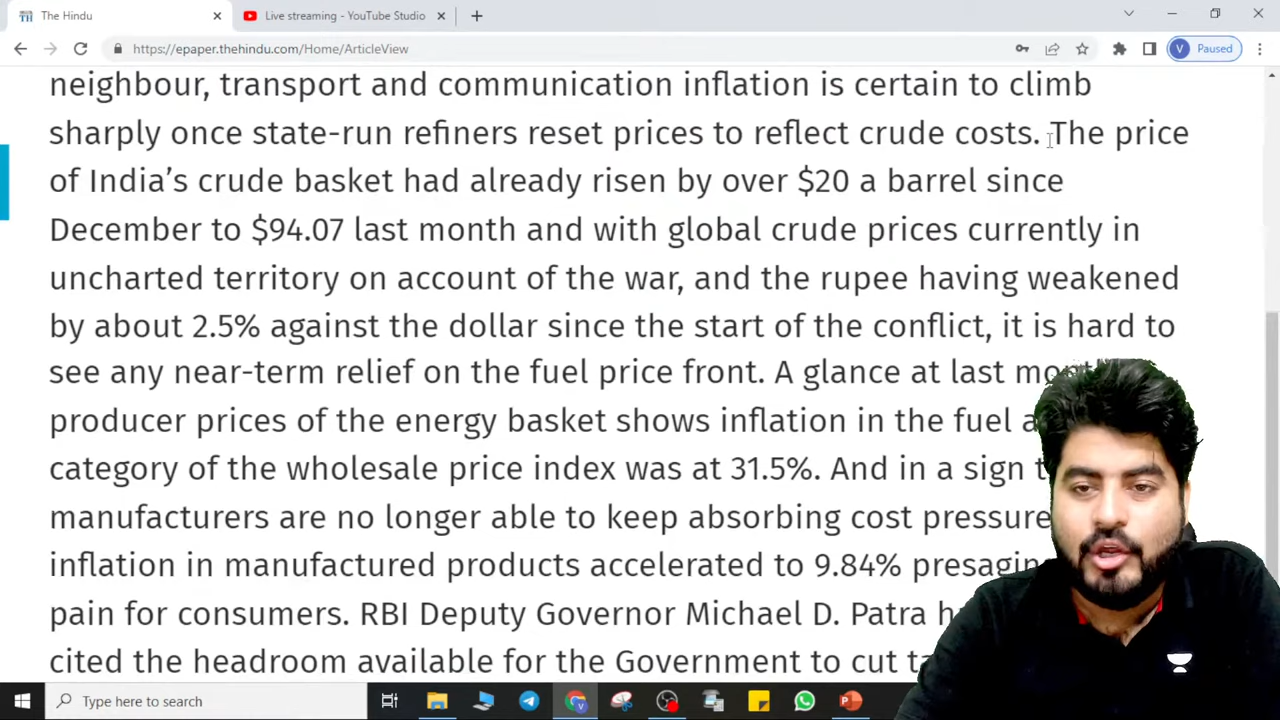 The Hindu
Live streaming - YouTube Studio
https://epaper.thehindu.com/Home/ArticleView
V Paused
neighbour, transport and communication inflation is certain to climb
sharply once state-run refiners reset prices to reflect crude costs. The price
of India’s crude basket had already risen by over $20 a barrel since
December to $94.07 last month and with global crude prices currently in
uncharted territory on account of the war, and the rupee having weakened
by about 2.5% against the dollar since the start of the conflict, it is hard to
see any near-term relief on the fuel price front. A glance at last
producer prices of the energy basket shows inflation in the fuel
category of the wholesale price index was at 31.5%. And in a sign
manufacturers are no longer able to keep absorbing cost
inflation in manufactured products accelerated to 9.84%
pain for consumers. RBI Deputy Governor Michael D. Patra
cited the headroom available for the Government to cut
Type here to search